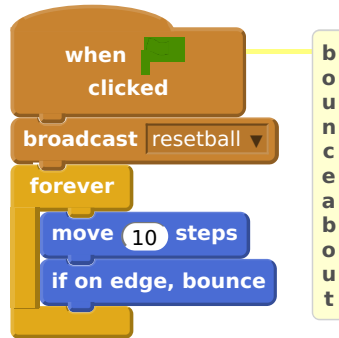 when
clicked
broadcast resetball ▼
forever
move 10 steps
if on edge, bounce
b
o
u
n
c
e
a
b
o
u
t